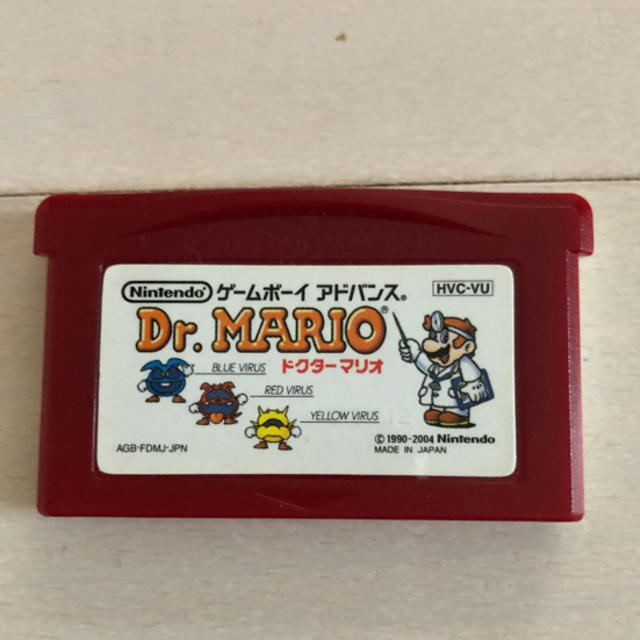 Nintendo ゲームボーイ アドバンス® HVC-VU
Dr. MARIO®
ドクターマリオ
BLUE VIRUS
RED VIRUS
YELLOW VIRUS
©1990-2004 Nintendo
AGB-FDMJ-JPN
MADE IN JAPAN